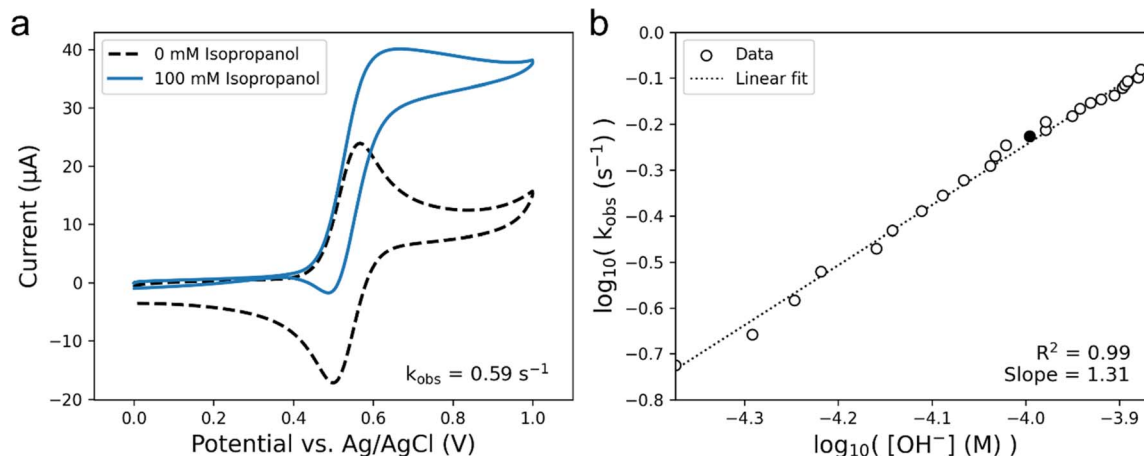 a
0 mM Isopropanol
100 mM Isopropanol
40
30
20
10
0
−10
−20
Current (μA)
k_obs = 0.59 s⁻¹
0.0 0.2 0.4 0.6 0.8 1.0
Potential vs. Ag/AgCl (V)
b
Data
Linear fit
0.0
−0.1
−0.2
−0.3
−0.4
−0.5
−0.6
−0.7
−0.8
log₁₀( k_obs (s⁻¹) )
R² = 0.99
Slope = 1.31
−4.3 −4.2 −4.1 −4.0 −3.9
log₁₀( [OH⁻] (M) )